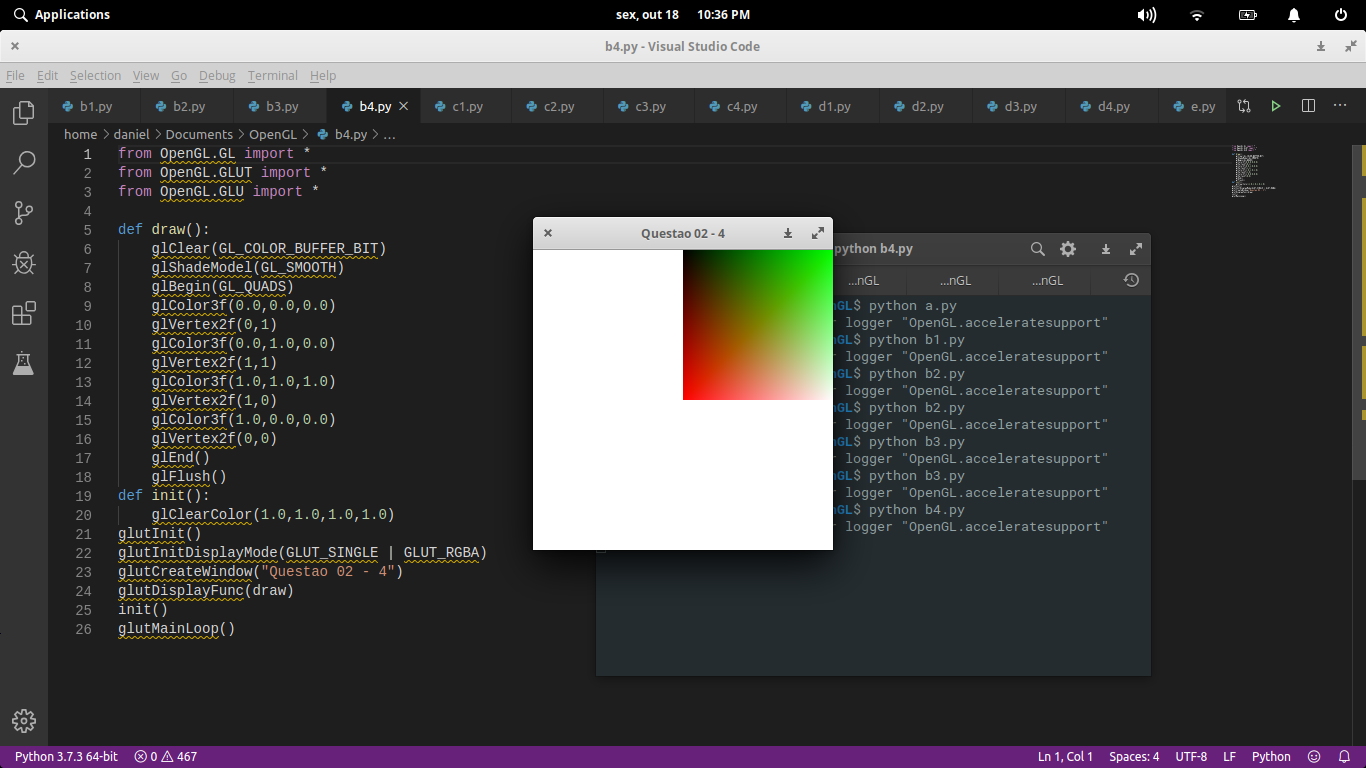 Applications
sex, out 18 10:36 PM
b4.py - Visual Studio Code
File Edit Selection View Go Debug Terminal Help
b1.py b2.py b3.py b4.py c1.py c2.py c3.py c4.py d1.py d2.py d3.py d4.py e.py
home > daniel > Documents > OpenGL > b4.py > ...
1 from OpenGL.GL import *
2 from OpenGL.GLUT import *
3 from OpenGL.GLU import *
4
5 def draw():
6 glClear(GL_COLOR_BUFFER_BIT)
7 glShadeModel(GL_SMOOTH)
8 glBegin(GL_QUADS)
9 glColor3f(0.0,0.0,0.0)
10 glVertex2f(0,1)
11 glColor3f(0.0,1.0,0.0)
12 glVertex2f(1,1)
13 glColor3f(1.0,1.0,1.0)
14 glVertex2f(1,0)
15 glColor3f(1.0,0.0,0.0)
16 glVertex2f(0,0)
17 glEnd()
18 glFlush()
19 def init():
20 glClearColor(1.0,1.0,1.0,1.0)
21 glutInit()
22 glutInitDisplayMode(GLUT_SINGLE | GLUT_RGBA)
23 glutCreateWindow("Questao 02 - 4")
24 glutDisplayFunc(draw)
25 init()
26 glutMainLoop()
Questao 02 - 4
python b4.py
...nGL ...nGL ...nGL
nGL$ python a.py
r logger "OpenGL.acceleratesupport"
nGL$ python b1.py
r logger "OpenGL.acceleratesupport"
nGL$ python b2.py
r logger "OpenGL.acceleratesupport"
nGL$ python b2.py
r logger "OpenGL.acceleratesupport"
nGL$ python b3.py
r logger "OpenGL.acceleratesupport"
nGL$ python b3.py
r logger "OpenGL.acceleratesupport"
nGL$ python b4.py
r logger "OpenGL.acceleratesupport"
Python 3.7.3 64-bit 0 467 Ln 1, Col 1 Spaces: 4 UTF-8 LF Python